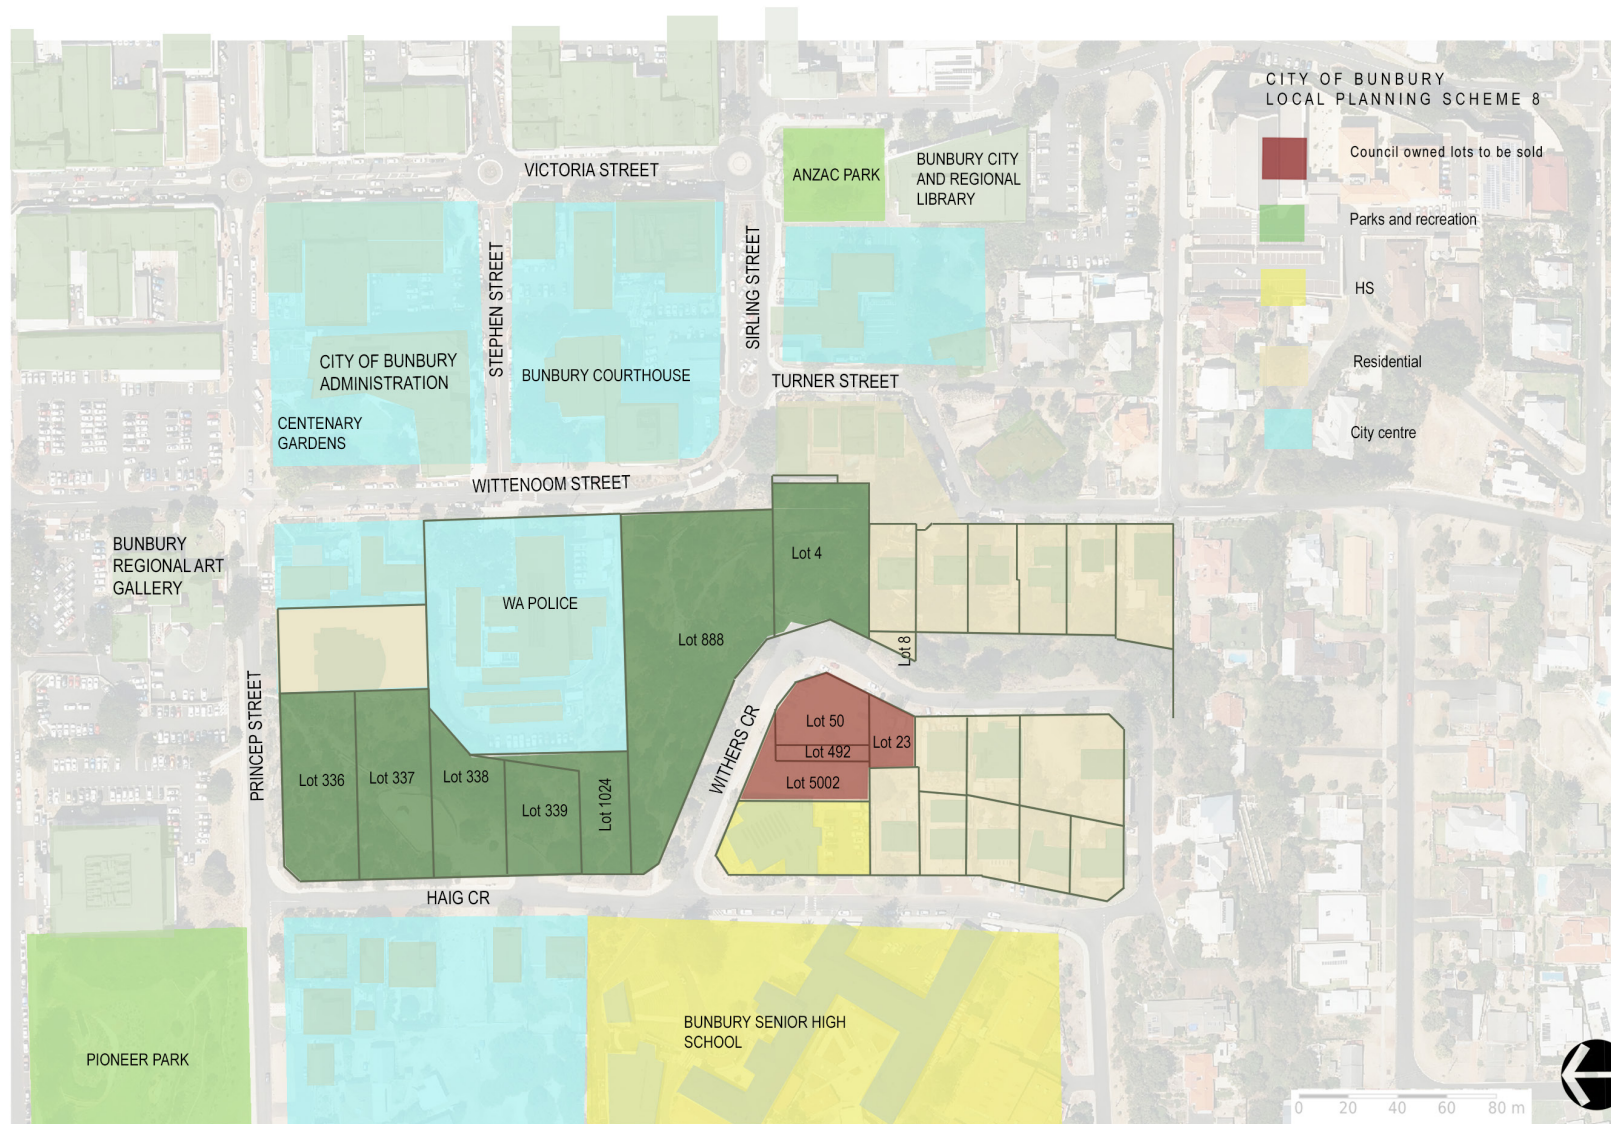 CITY OF BUNBURY
LOCAL PLANNING SCHEME 8
Council owned lots to be sold
Parks and recreation
HS
Residential
City centre
VICTORIA STREET
ANZAC PARK
BUNBURY CITY
AND REGIONAL
LIBRARY
STEPHEN STREET
SIRLING STREET
CITY OF BUNBURY
ADMINISTRATION
BUNBURY COURTHOUSE
TURNER STREET
CENTENARY
GARDENS
WITTENOOM STREET
BUNBURY
REGIONAL ART
GALLERY
WA POLICE
Lot 4
Lot 888
Lot 8
PRINCEP STREET
WITHERS CR
Lot 50
Lot 492
Lot 23
Lot 5002
Lot 336
Lot 337
Lot 338
Lot 339
Lot 1024
HAIG CR
BUNBURY SENIOR HIGH
SCHOOL
PIONEER PARK
0 20 40 60 80 m